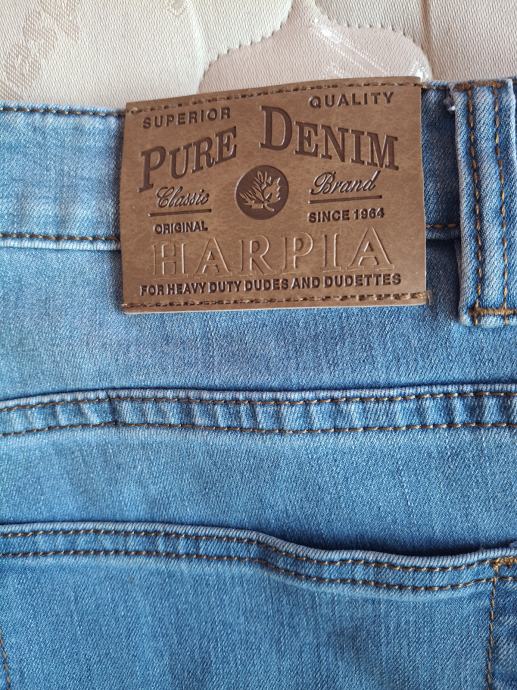 SUPERIOR QUALITY
PURE DENIM
Classic Brand
ORIGINAL SINCE 1964
HARPIA
FOR HEAVY DUTY DUDES AND DUDETTES